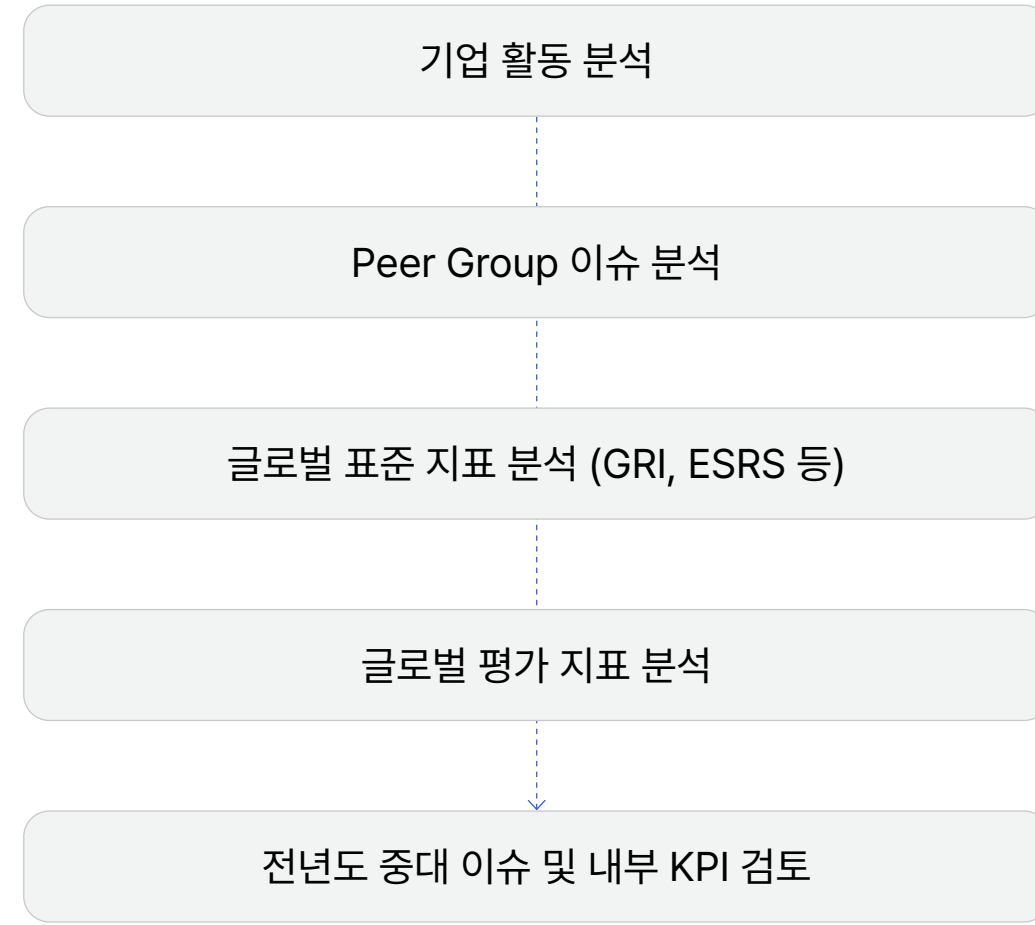 기업 활동 분석
Peer Group 이슈 분석
글로벌 표준 지표 분석 (GRI, ESRS 등)
글로벌 평가 지표 분석
전년도 중대 이슈 및 내부 KPI 검토